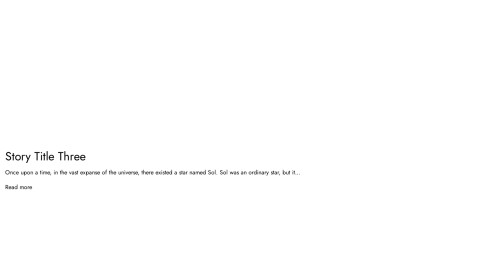 Story Title Three
Once upon a time, in the vast expanse of the universe, there existed a star named Sol. Sol was an ordinary star, but it...
Read more